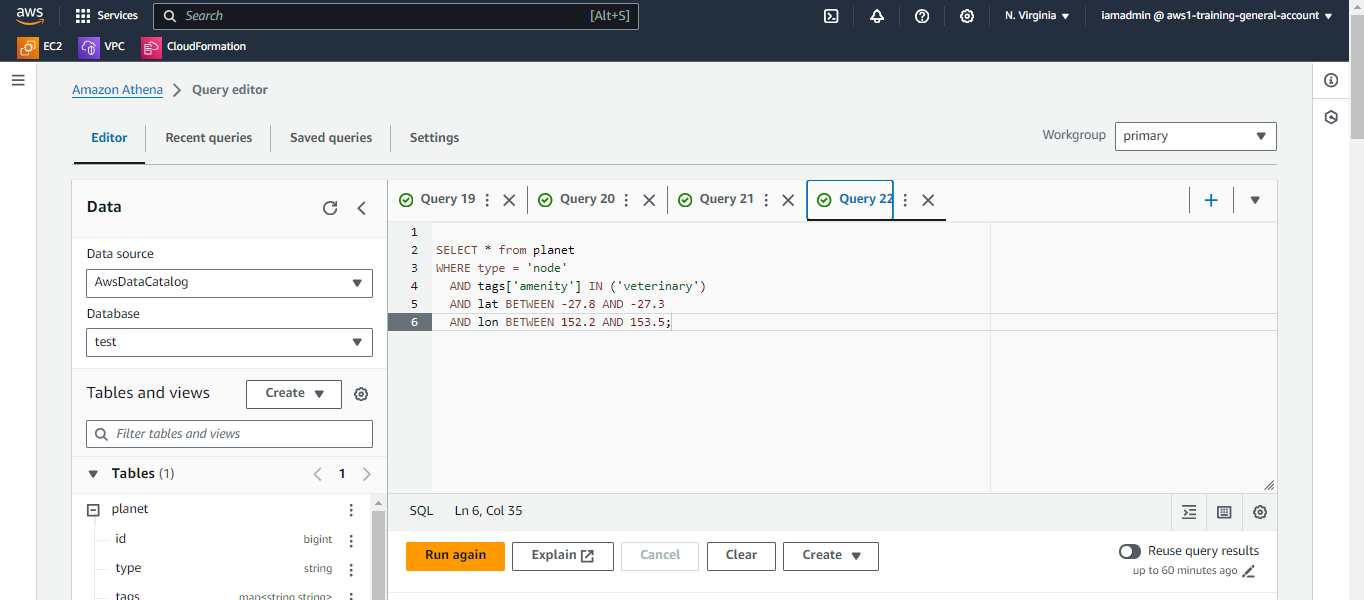 aws Services Search [Alt+S] N. Virginia iamadmin @ aws1-training-general-account
EC2 VPC CloudFormation
Amazon Athena Query editor
Editor Recent queries Saved queries Settings
Workgroup primary
Data
Data source
AwsDataCatalog
Database
test
Tables and views Create
Filter tables and views
Tables (1) 1
planet
id bigint
type string
tags map<string,string>
Query 19 Query 20 Query 21 Query 22
1
2 SELECT * from planet
3 WHERE type = 'node'
4 AND tags['amenity'] IN ('veterinary')
5 AND lat BETWEEN -27.8 AND -27.3
6 AND lon BETWEEN 152.2 AND 153.5;
SQL Ln 6, Col 35
Run again Explain Cancel Clear Create
Reuse query results
up to 60 minutes ago